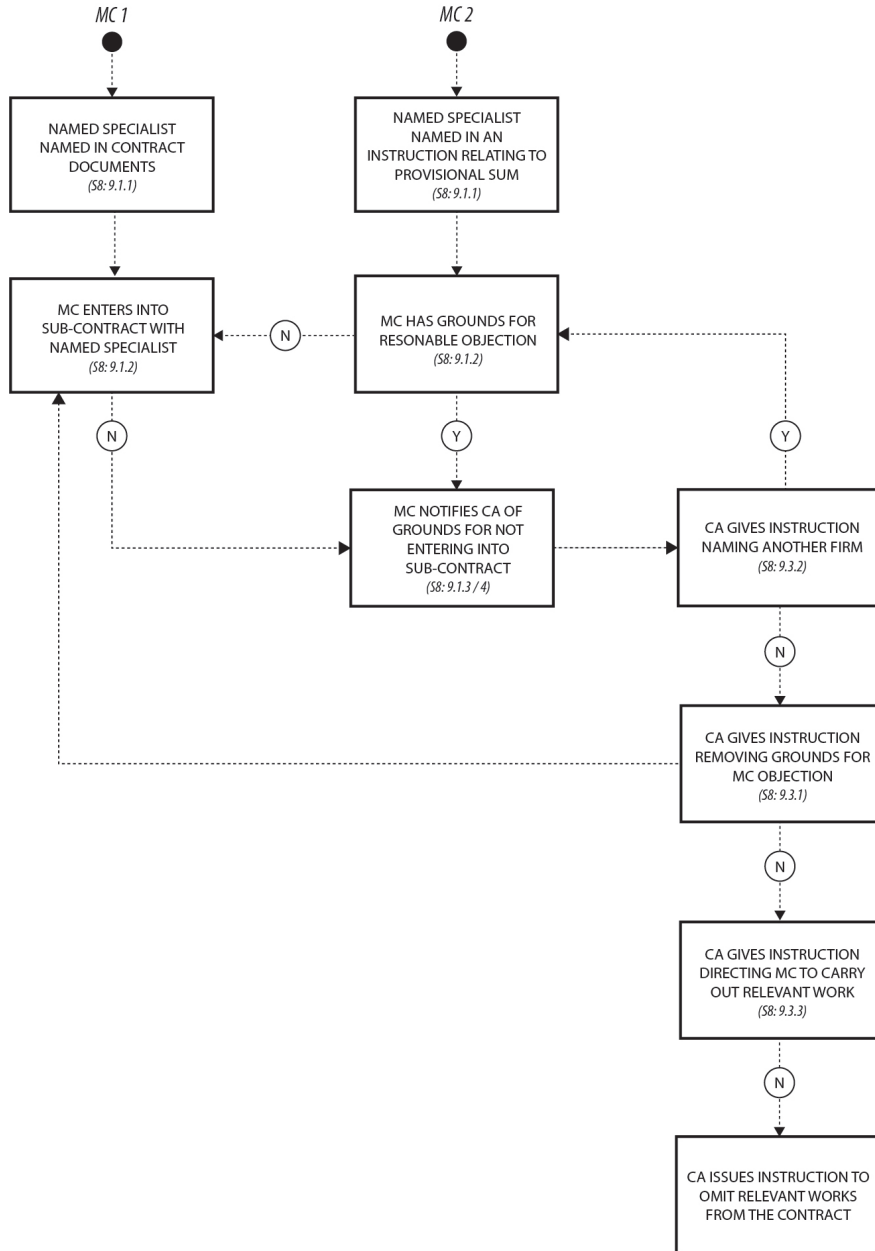 MC 1
MC 2
NAMED SPECIALIST
NAMED IN CONTRACT
DOCUMENTS
(S8: 9.1.1)
NAMED SPECIALIST
NAMED IN AN
INSTRUCTION RELATING TO
PROVISIONAL SUM
(S8: 9.1.1)
MC ENTERS INTO
SUB-CONTRACT WITH
NAMED SPECIALIST
(S8: 9.1.2)
N
MC HAS GROUNDS FOR
RESONABLE OBJECTION
(S8: 9.1.2)
N
Y
Y
MC NOTIFIES CA OF
GROUNDS FOR NOT
ENTERING INTO
SUB-CONTRACT
(S8: 9.1.3 / 4)
CA GIVES INSTRUCTION
NAMING ANOTHER FIRM
(S8: 9.3.2)
N
CA GIVES INSTRUCTION
REMOVING GROUNDS FOR
MC OBJECTION
(S8: 9.3.1)
N
CA GIVES INSTRUCTION
DIRECTING MC TO CARRY
OUT RELEVANT WORK
(S8: 9.3.3)
N
CA ISSUES INSTRUCTION TO
OMIT RELEVANT WORKS
FROM THE CONTRACT